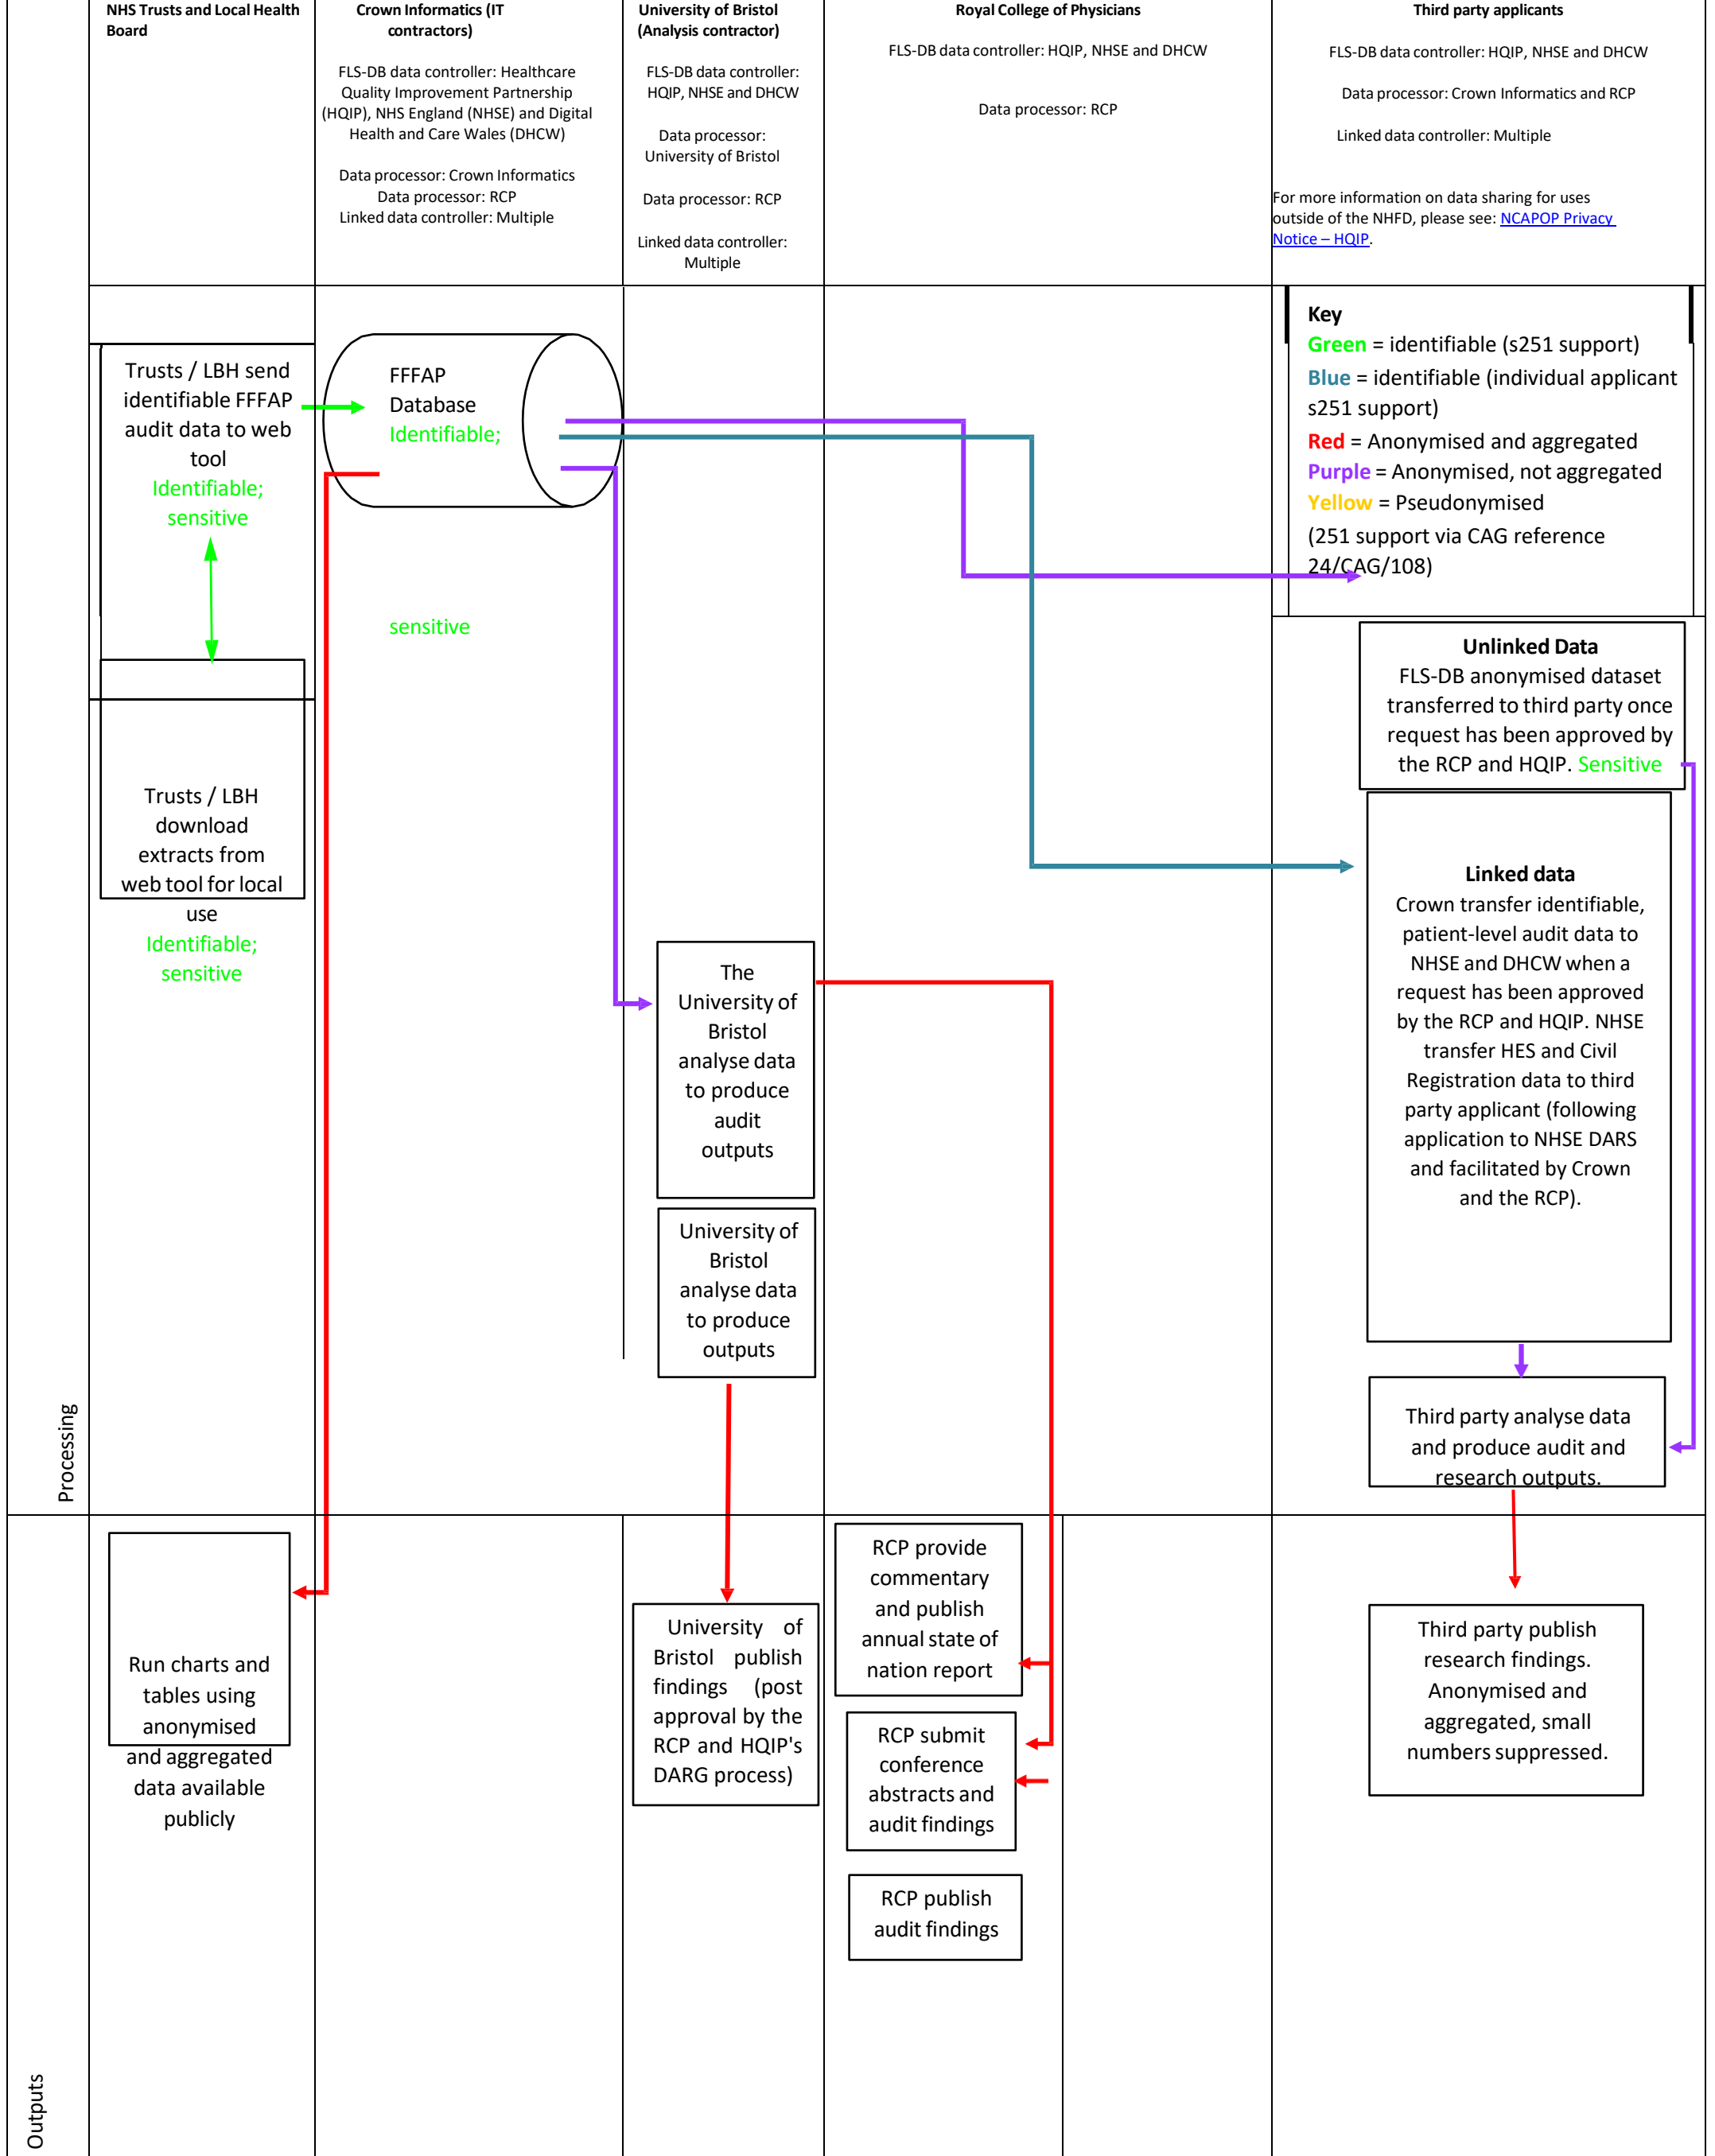 NHS Trusts and Local Health
Board
Crown Informatics (IT
contractors)
FLS-DB data controller: Healthcare
Quality Improvement Partnership
(HQIP), NHS England (NHSE) and Digital
Health and Care Wales (DHCW)
Data processor: Crown Informatics
Data processor: RCP
Linked data controller: Multiple
University of Bristol
(Analysis contractor)
FLS-DB data controller:
HQIP, NHSE and DHCW
Data processor:
University of Bristol
Data processor: RCP
Linked data controller:
Multiple
Royal College of Physicians
FLS-DB data controller: HQIP, NHSE and DHCW
Data processor: RCP
Third party applicants
FLS-DB data controller: HQIP, NHSE and DHCW
Data processor: Crown Informatics and RCP
Linked data controller: Multiple
For more information on data sharing for uses
outside of the NHFD, please see: NCAPOP Privacy
Notice – HQIP.
Processing
Trusts / LBH send
identifiable FFFAP
audit data to web
tool
Identifiable;
sensitive
Trusts / LBH
download
extracts from
web tool for local
use
Identifiable;
sensitive
FFFAP
Database
Identifiable;
sensitive
The
University of
Bristol
analyse data
to produce
audit
outputs
University of
Bristol
analyse data
to produce
outputs
Key
Green = identifiable (s251 support)
Blue = identifiable (individual applicant
s251 support)
Red = Anonymised and aggregated
Purple = Anonymised, not aggregated
Yellow = Pseudonymised
(251 support via CAG reference
24/CAG/108)
Unlinked Data
FLS-DB anonymised dataset
transferred to third party once
request has been approved by
the RCP and HQIP. Sensitive
Linked data
Crown transfer identifiable,
patient-level audit data to
NHSE and DHCW when a
request has been approved
by the RCP and HQIP. NHSE
transfer HES and Civil
Registration data to third
party applicant (following
application to NHSE DARS
and facilitated by Crown
and the RCP).
Third party analyse data
and produce audit and
research outputs.
Outputs
Run charts and
tables using
anonymised
and aggregated
data available
publicly
University of
Bristol publish
findings (post
approval by the
RCP and HQIP's
DARG process)
RCP provide
commentary
and publish
annual state of
nation report
RCP submit
conference
abstracts and
audit findings
RCP publish
audit findings
Third party publish
research findings.
Anonymised and
aggregated, small
numbers suppressed.